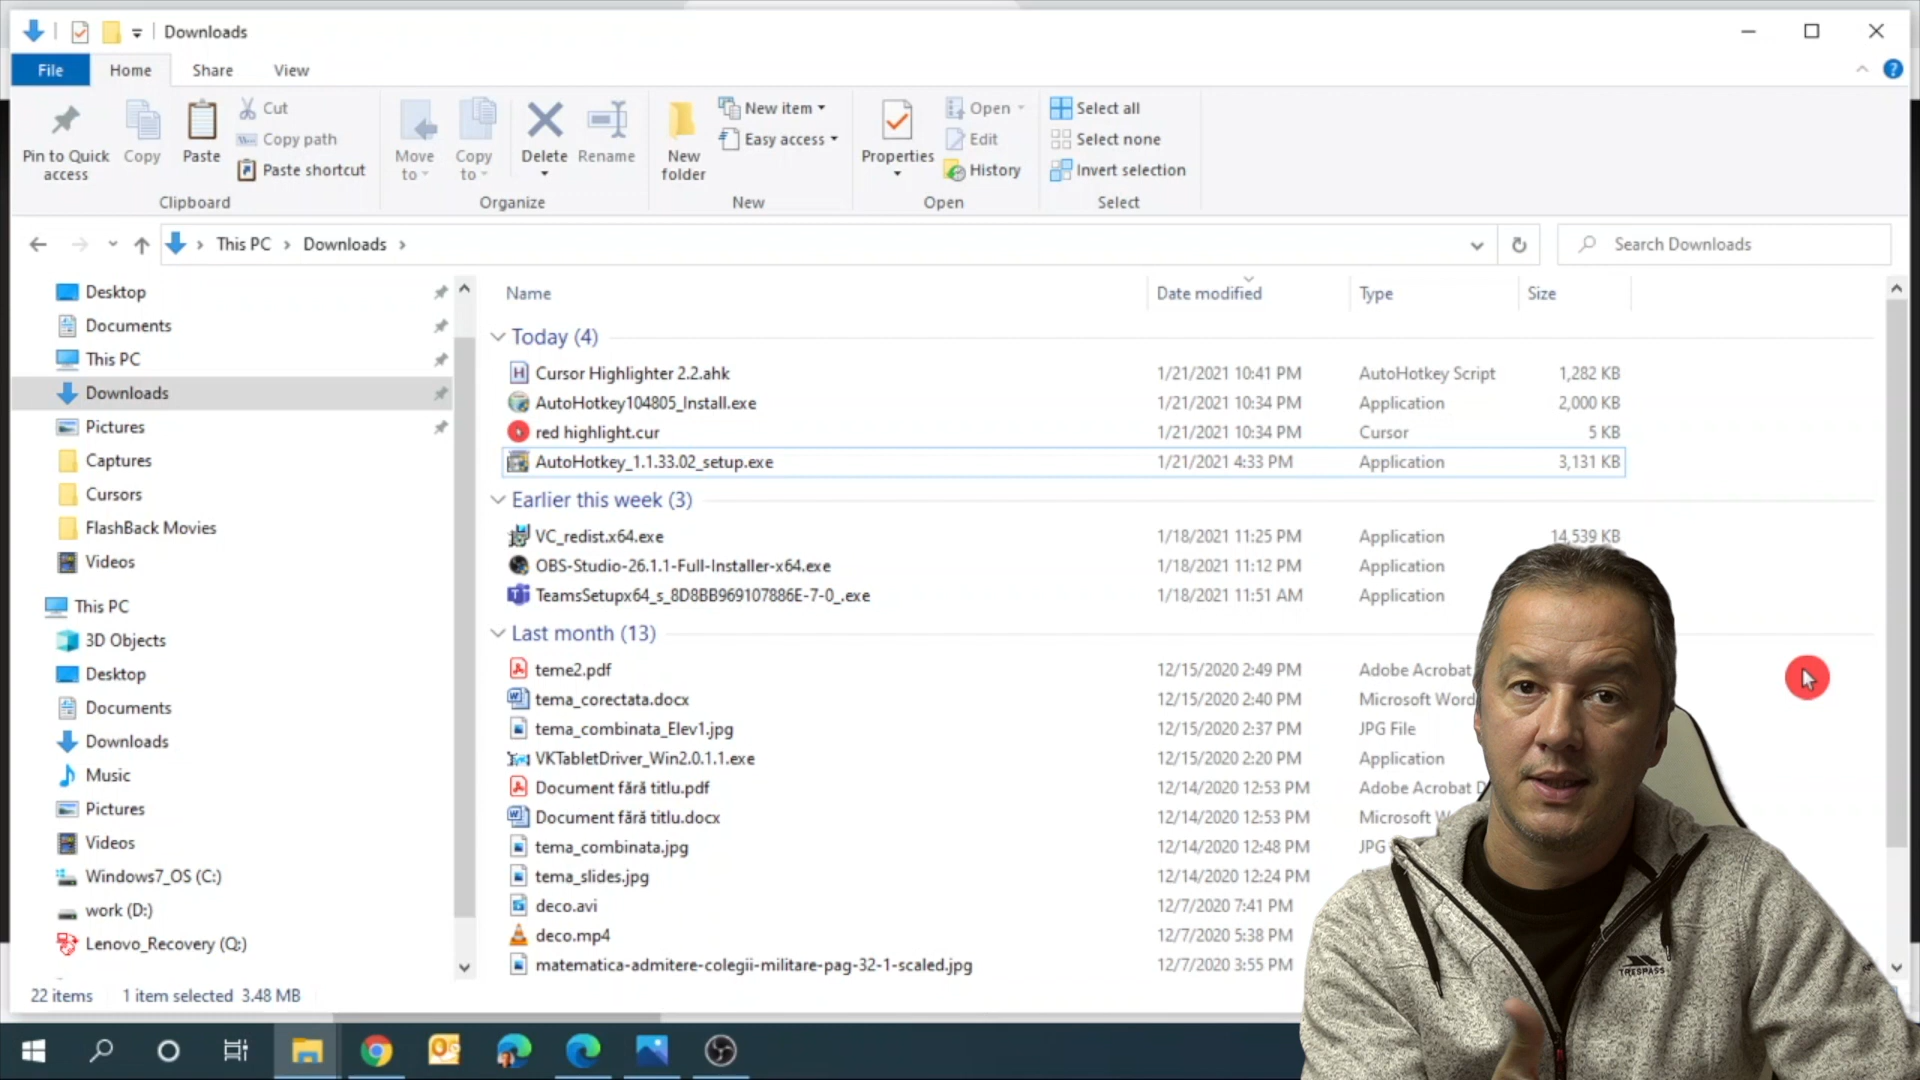 Downloads
File
Home
Share
View
Pin to Quick access
Copy
Paste
Cut
Copy path
Paste shortcut
Clipboard
Move to
Copy to
Delete
Rename
Organize
New folder
New item
Easy access
New
Properties
Open
Edit
History
Open
Select all
Select none
Invert selection
Select
This PC > Downloads >
Search Downloads
Desktop
Documents
This PC
Downloads
Pictures
Captures
Cursors
FlashBack Movies
Videos
This PC
3D Objects
Desktop
Documents
Downloads
Music
Pictures
Videos
Windows7_OS (C:)
work (D:)
Lenovo_Recovery (Q:)
Name Date modified Type Size
Today (4)
Cursor Highlighter 2.2.ahk 1/21/2021 10:41 PM AutoHotkey Script 1,282 KB
AutoHotkey104805_Install.exe 1/21/2021 10:34 PM Application 2,000 KB
red highlight.cur 1/21/2021 10:34 PM Cursor 5 KB
AutoHotkey_1.1.33.02_setup.exe 1/21/2021 4:33 PM Application 3,131 KB
Earlier this week (3)
VC_redist.x64.exe 1/18/2021 11:25 PM Application 14,539 KB
OBS-Studio-26.1.1-Full-Installer-x64.exe 1/18/2021 11:12 PM Application
TeamsSetupx64_s_8D8BB969107886E-7-0_.exe 1/18/2021 11:51 AM Application
Last month (13)
teme2.pdf 12/15/2020 2:49 PM Adobe Acrobat
tema_corectata.docx 12/15/2020 2:40 PM Microsoft Word
tema_combinata_Elev1.jpg 12/15/2020 2:37 PM JPG File
VKTabletDriver_Win2.0.1.1.exe 12/15/2020 2:20 PM Application
Document fără titlu.pdf 12/14/2020 12:53 PM Adobe Acrobat D
Document fără titlu.docx 12/14/2020 12:53 PM Microsoft W
tema_combinata.jpg 12/14/2020 12:48 PM JPG
tema_slides.jpg 12/14/2020 12:24 PM
deco.avi 12/7/2020 7:41 PM
deco.mp4 12/7/2020 5:38 PM
matematica-admitere-colegii-militare-pag-32-1-scaled.jpg 12/7/2020 3:55 PM
22 items 1 item selected 3.48 MB
TRESPASS